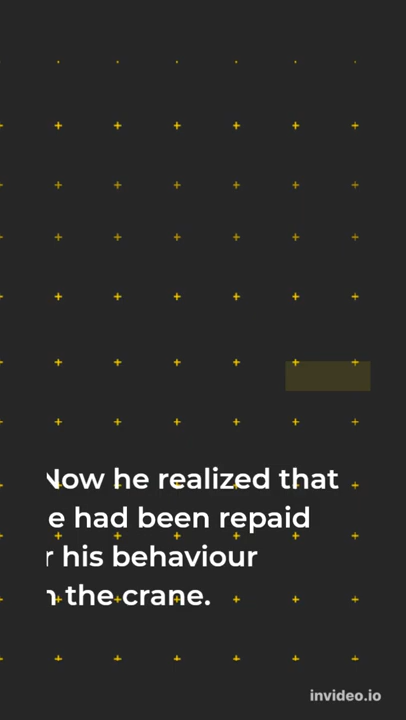 Now he realized that
e had been repaid
r his behaviour
the crane.
invideo.io